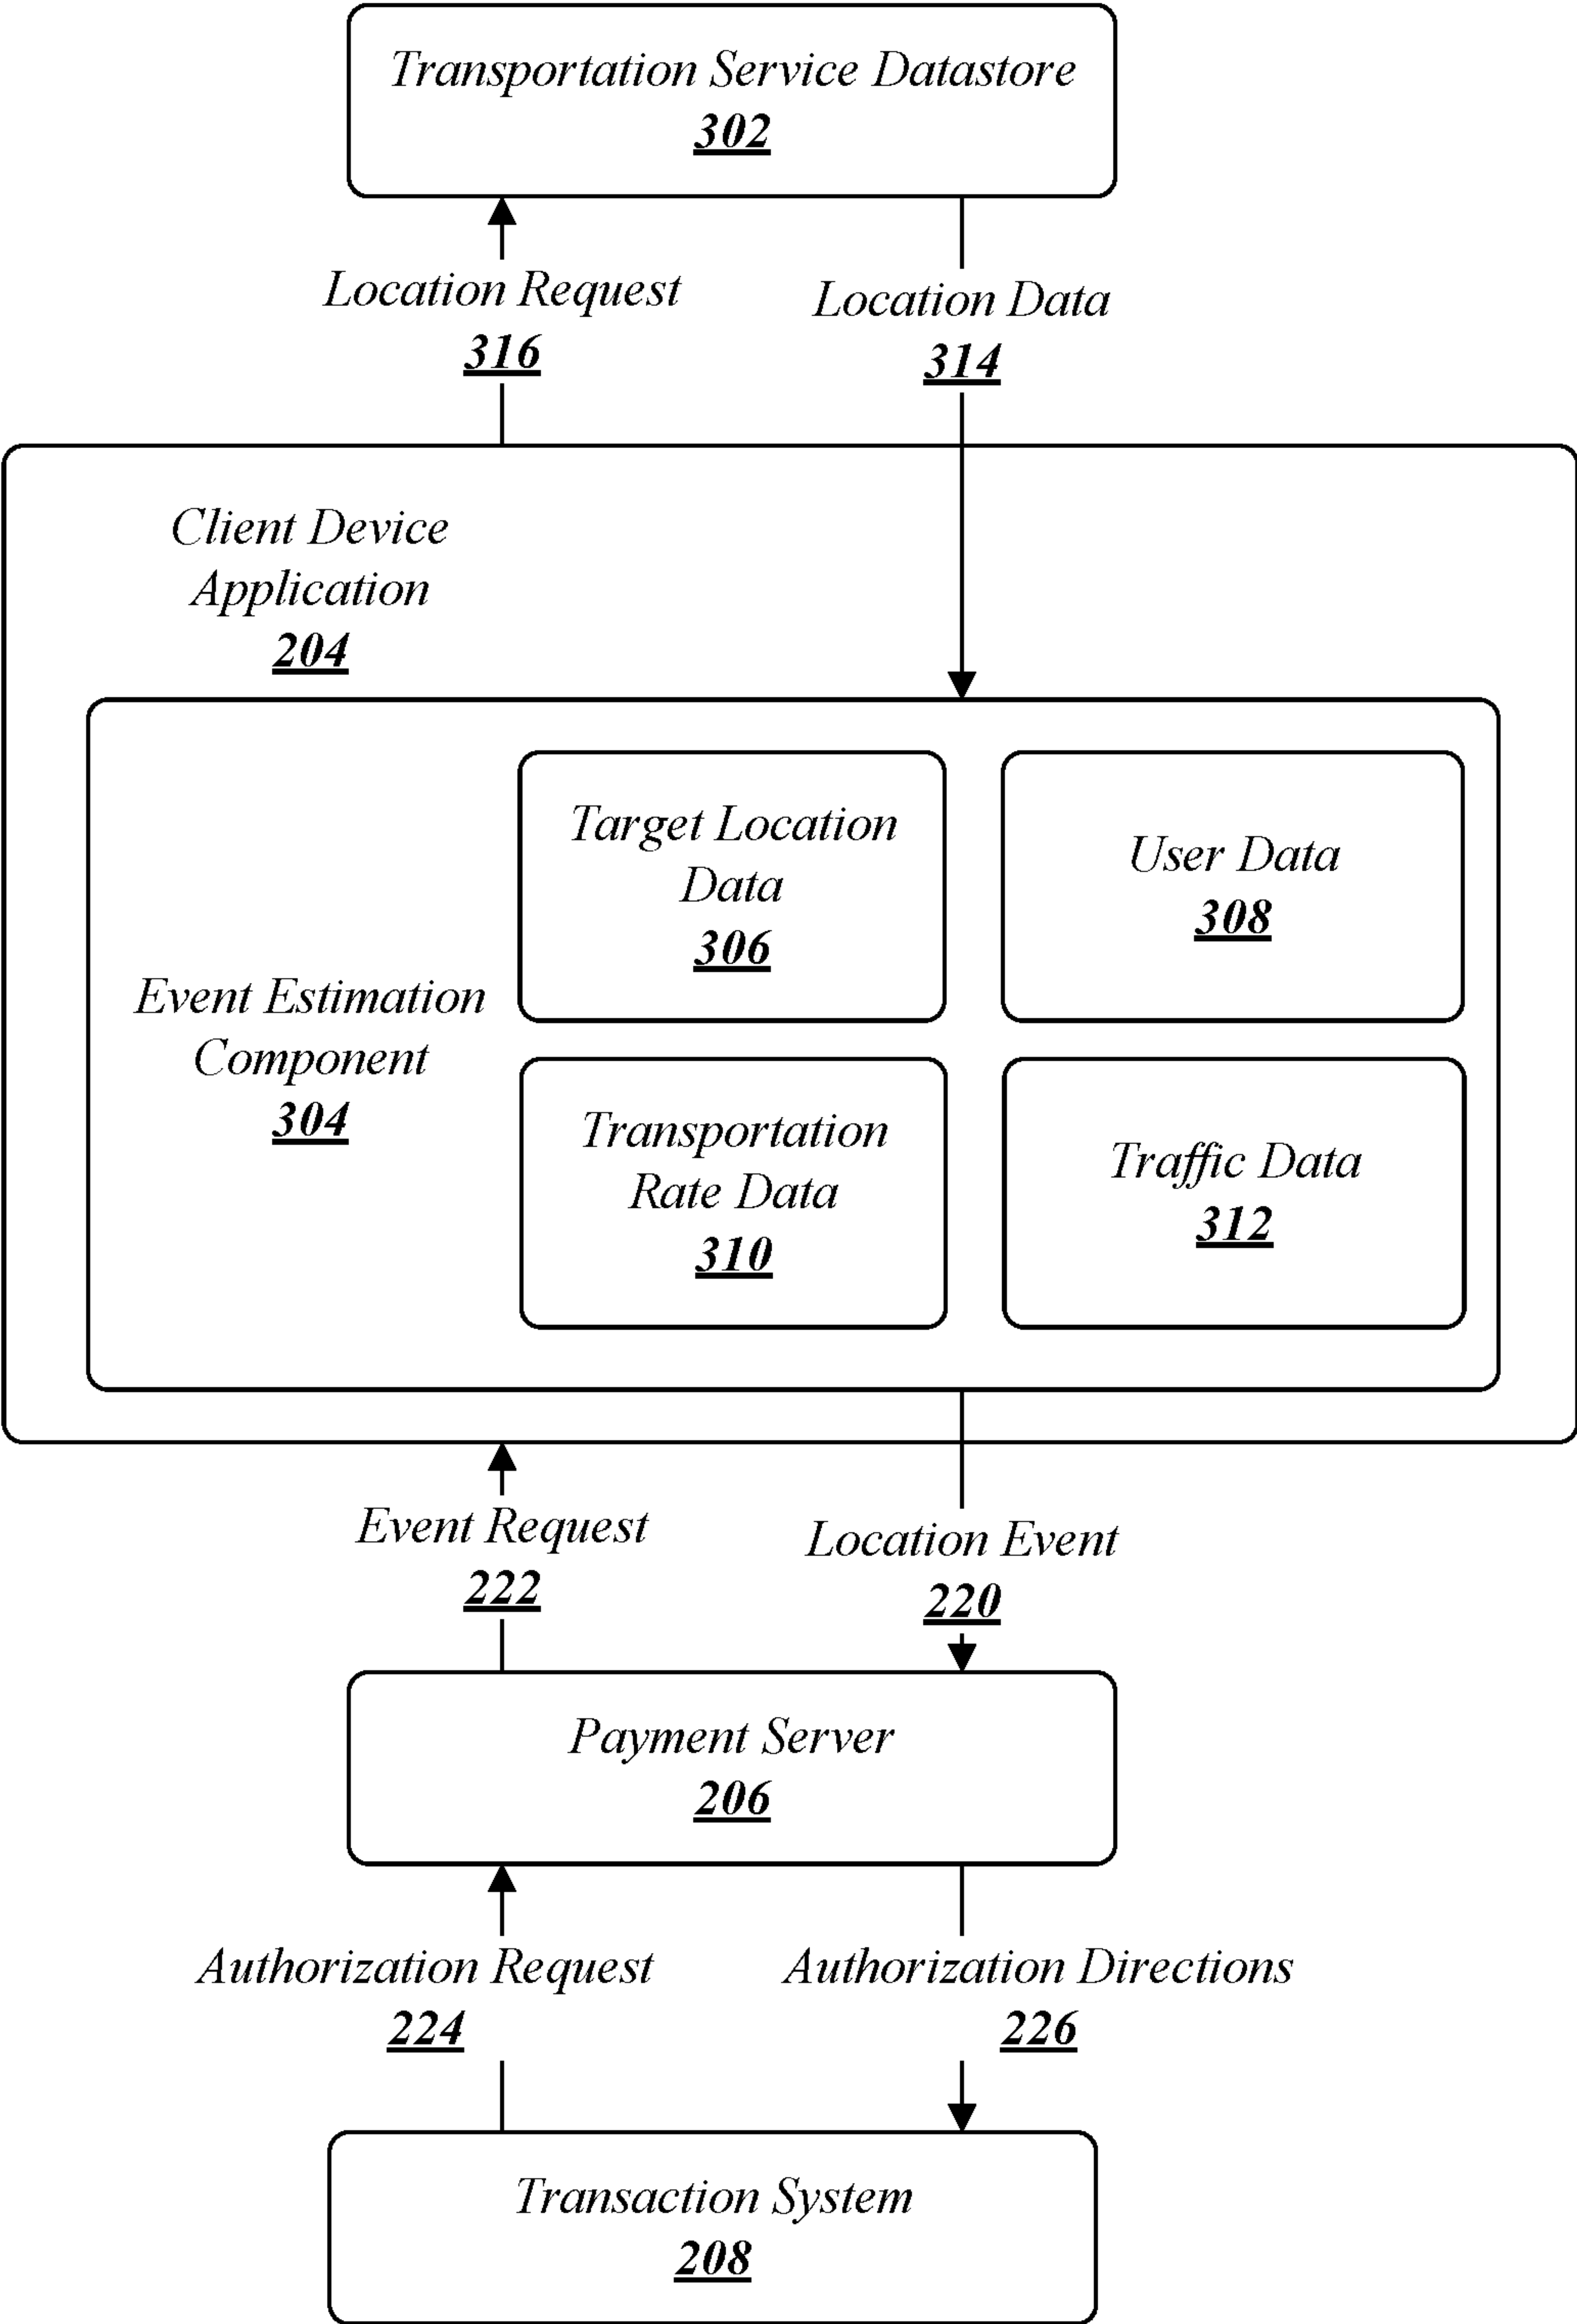 Transportation Service Datastore
302
Location Request
316
Location Data
314
Client Device
Application
204
Target Location
Data
306
User Data
308
Event Estimation
Component
304
Transportation
Rate Data
310
Traffic Data
312
Event Request
222
Location Event
220
Payment Server
206
Authorization Request
224
Authorization Directions
226
Transaction System
208